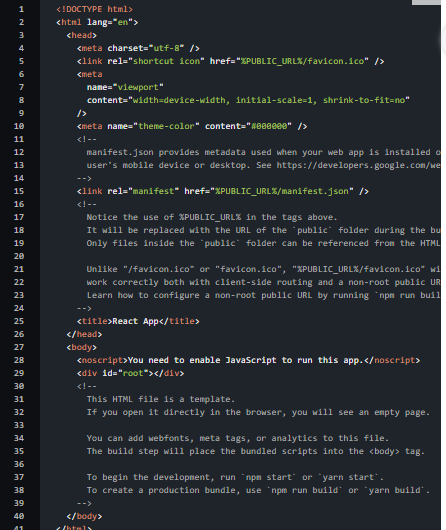 1 <!DOCTYPE html>
2 <html lang="en">
3 <head>
4 <meta charset="utf-8" />
5 <link rel="shortcut icon" href="%PUBLIC_URL%/favicon.ico" />
6 <meta
7 name="viewport"
8 content="width=device-width, initial-scale=1, shrink-to-fit=no"
9 />
10 <meta name="theme-color" content="#000000" />
11 <!--
12 manifest.json provides metadata used when your web app is installed o
13 user's mobile device or desktop. See https://developers.google.com/we
14 -->
15 <link rel="manifest" href="%PUBLIC_URL%/manifest.json" />
16 <!--
17 Notice the use of %PUBLIC_URL% in the tags above.
18 It will be replaced with the URL of the `public` folder during the bu
19 Only files inside the `public` folder can be referenced from the HTML
20
21 Unlike "/favicon.ico" or "favicon.ico", "%PUBLIC_URL%/favicon.ico" wi
22 work correctly both with client-side routing and a non-root public UR
23 Learn how to configure a non-root public URL by running `npm run buil
24 -->
25 <title>React App</title>
26 </head>
27 <body>
28 <noscript>You need to enable JavaScript to run this app.</noscript>
29 <div id="root"></div>
30 <!--
31 This HTML file is a template.
32 If you open it directly in the browser, you will see an empty page.
33
34 You can add webfonts, meta tags, or analytics to this file.
35 The build step will place the bundled scripts into the <body> tag.
36
37 To begin the development, run `npm start` or `yarn start`.
38 To create a production bundle, use `npm run build` or `yarn build`.
39 -->
40 </body>
41 </html>